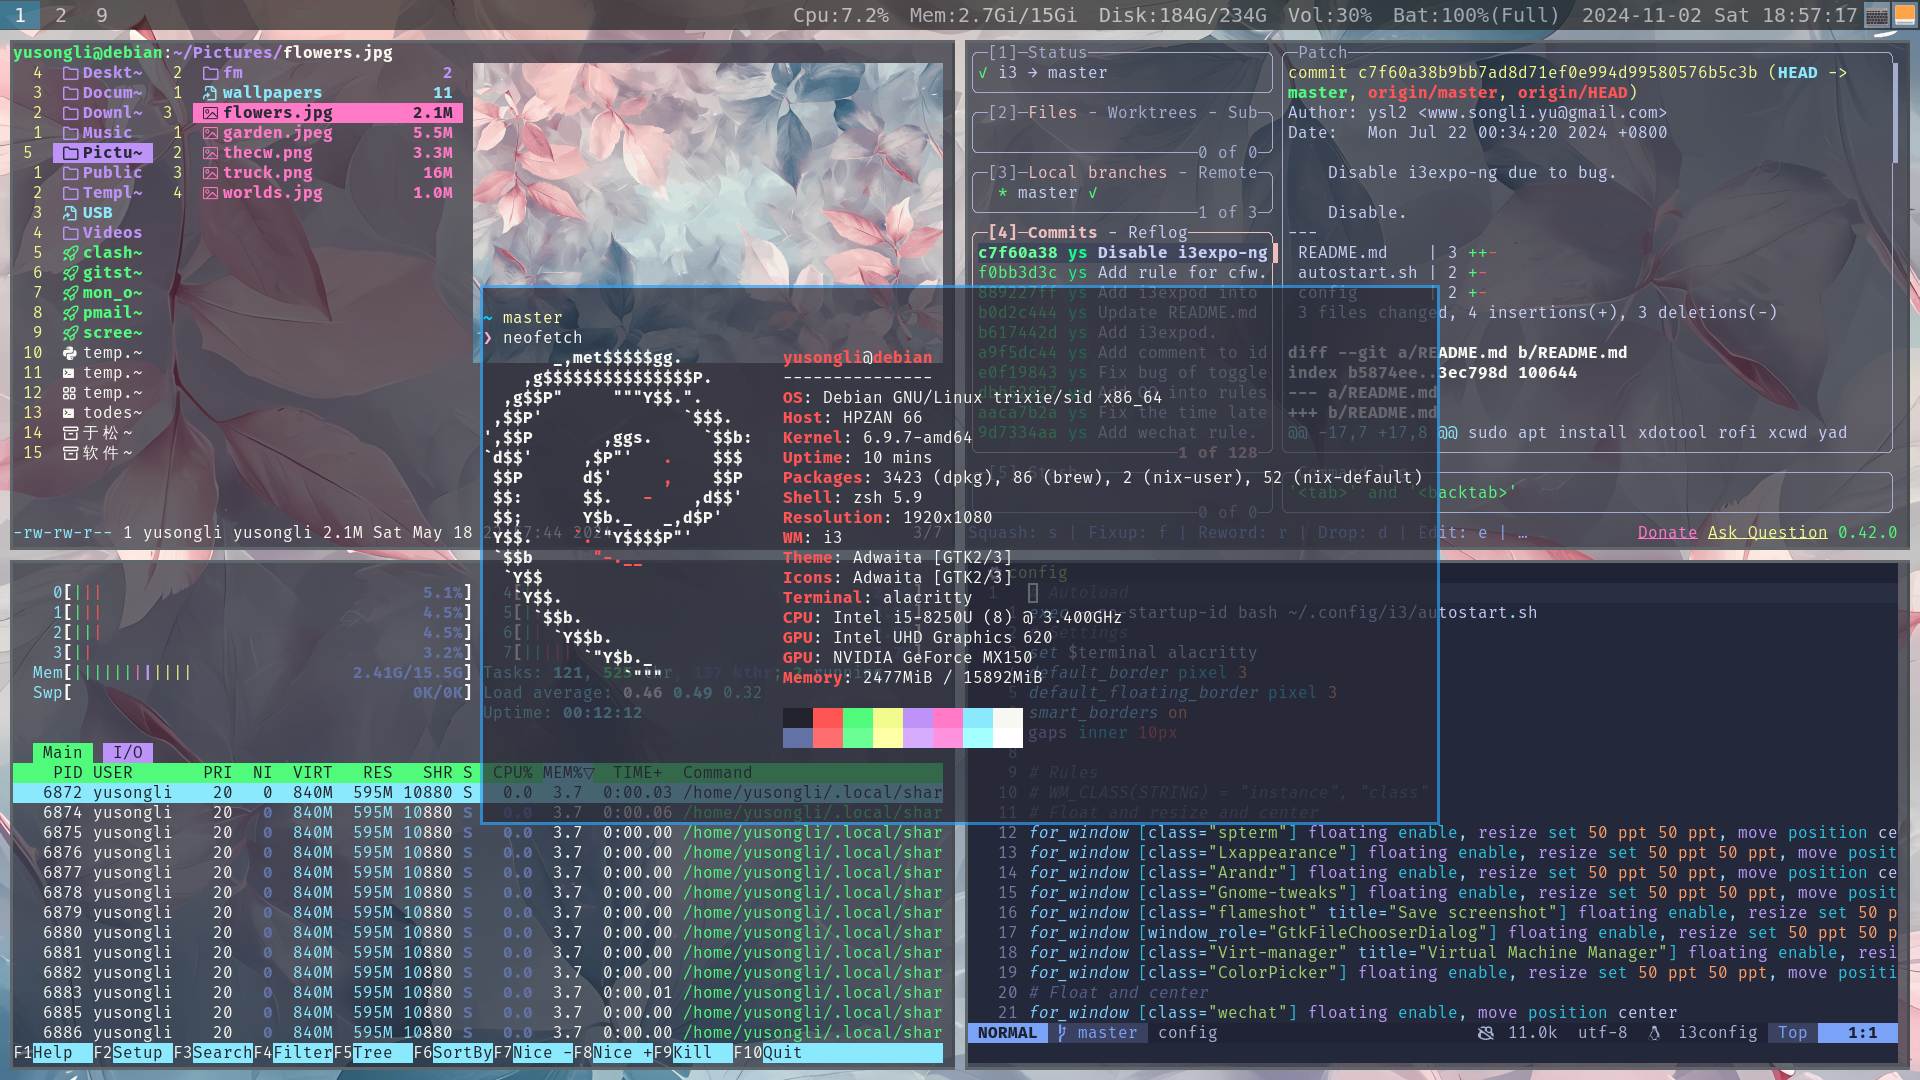 1 2 9 Cpu:7.2% Mem:2.7Gi/15Gi Disk:184G/234G Vol:30% Bat:100%(Full) 2024-11-02 Sat 18:57:17
yusongli@debian:~/Pictures/flowers.jpg
4 Deskt~ 2 fm 2
3 Docum~ 1 wallpapers 11
2 Downl~ 3 flowers.jpg 2.1M
1 Music 1 garden.jpeg 5.5M
5 Pictu~ 2 thecw.png 3.3M
1 Public 3 truck.png 16M
2 Templ~ 4 worlds.jpg 1.0M
3 USB
4 Videos
5 clash~
6 gitst~
7 mon_o~
8 pmail~
9 scree~
10 temp.~
11 temp.~
12 temp.~
13 todes~
14 于松~
15 软件~
-rw-rw-r-- 1 yusongli yusongli 2.1M Sat May 18 3/7
[1]─Status
✓ i3 → master
[2]─Files - Worktrees - Sub
0 of 0
[3]─Local branches - Remote
* master ✓
1 of 3
[4]─Commits - Reflog
c7f60a38 ys Disable i3expo-ng
f0bb3d3c ys Add rule for cfw.
889227ff ys Add i3expod into
b0d2c444 ys Update README.md
b617442d ys Add i3expod.
a9f5dc44 ys Add comment to id
e0f19843 ys Fix bug of toggle
aaca7b2a ys Fix the time late
9d7334aa ys Add wechat rule.
1 of 128
0 of 0
Squash: s | Fixup: f | Reword: r | Drop: d | Edit: e | … Donate Ask Question 0.42.0
Patch
commit c7f60a38b9bb7ad8d71ef0e994d99580576b5c3b (HEAD ->
master, origin/master, origin/HEAD)
Author: ysl2 <www.songli.yu@gmail.com>
Date: Mon Jul 22 00:34:20 2024 +0800
Disable i3expo-ng due to bug.
Disable.
---
README.md | 3 ++-
autostart.sh | 2 +-
config | 2 +-
3 files changed, 4 insertions(+), 3 deletions(-)
diff --git a/README.md b/README.md
index b5874ee..3ec798d 100644
--- a/README.md
+++ b/README.md
@@ -17,7 +17,8 @@ sudo apt install xdotool rofi xcwd yad
'<tab>' and '<backtab>'
~ master
❯ neofetch
_,met$$$$$gg.
,g$$$$$$$$$$$$$$$P.
,g$$P" """Y$$.".
,$$P' `$$$.
',$$P ,ggs. `$$b:
`d$$' ,$P"' . $$$
$$P d$' , $$P
$$: $$. - ,d$$'
$$; Y$b._ _,d$P'
Y$$. `.`"Y$$$$P"'
`$$b "-.__
`Y$$
`Y$$.
`$$b.
`Y$$b.
`"Y$b._
`"""
yusongli@debian
---------------
OS: Debian GNU/Linux trixie/sid x86_64
Host: HPZAN 66
Kernel: 6.9.7-amd64
Uptime: 10 mins
Packages: 3423 (dpkg), 86 (brew), 2 (nix-user), 52 (nix-default)
Shell: zsh 5.9
Resolution: 1920x1080
WM: i3
Theme: Adwaita [GTK2/3]
Icons: Adwaita [GTK2/3]
Terminal: alacritty
CPU: Intel i5-8250U (8) @ 3.400GHz
GPU: Intel UHD Graphics 620
GPU: NVIDIA GeForce MX150
Memory: 2477MiB / 15892MiB
0[||| 5.1%]
1[||| 4.5%]
2[||| 4.5%]
3[|| 3.2%]
Mem[|||||||||||| 2.41G/15.5G]
Swp[ 0K/0K]
Tasks: 121, 525
Load average: 0.46 0.49 0.32
Uptime: 00:12:12
Main I/O
PID USER PRI NI VIRT RES SHR S CPU% MEM%▽ TIME+ Command
6872 yusongli 20 0 840M 595M 10880 S 0.0 3.7 0:00.03 /home/yusongli/.local/shar
6874 yusongli 20 0 840M 595M 10880 S 0.0 3.7 0:00.06 /home/yusongli/.local/shar
6875 yusongli 20 0 840M 595M 10880 S 0.0 3.7 0:00.00 /home/yusongli/.local/shar
6876 yusongli 20 0 840M 595M 10880 S 0.0 3.7 0:00.00 /home/yusongli/.local/shar
6877 yusongli 20 0 840M 595M 10880 S 0.0 3.7 0:00.00 /home/yusongli/.local/shar
6878 yusongli 20 0 840M 595M 10880 S 0.0 3.7 0:00.00 /home/yusongli/.local/shar
6879 yusongli 20 0 840M 595M 10880 S 0.0 3.7 0:00.00 /home/yusongli/.local/shar
6880 yusongli 20 0 840M 595M 10880 S 0.0 3.7 0:00.00 /home/yusongli/.local/shar
6881 yusongli 20 0 840M 595M 10880 S 0.0 3.7 0:00.00 /home/yusongli/.local/shar
6882 yusongli 20 0 840M 595M 10880 S 0.0 3.7 0:00.00 /home/yusongli/.local/shar
6883 yusongli 20 0 840M 595M 10880 S 0.0 3.7 0:00.01 /home/yusongli/.local/shar
6885 yusongli 20 0 840M 595M 10880 S 0.0 3.7 0:00.00 /home/yusongli/.local/shar
6886 yusongli 20 0 840M 595M 10880 S 0.0 3.7 0:00.00 /home/yusongli/.local/shar
F1Help F2Setup F3SearchF4FilterF5Tree F6SortByF7Nice -F8Nice +F9Kill F10Quit
config
1 # Autoload
1 exec --no-startup-id bash ~/.config/i3/autostart.sh
# Settings
set $terminal alacritty
default_border pixel 3
5 default_floating_border pixel 3
smart_borders on
gaps inner 10px
8
9 # Rules
10 # WM_CLASS(STRING) = "instance", "class"
11 # Float and resize and center
12 for_window [class="spterm"] floating enable, resize set 50 ppt 50 ppt, move position ce
13 for_window [class="Lxappearance"] floating enable, resize set 50 ppt 50 ppt, move posit
14 for_window [class="Arandr"] floating enable, resize set 50 ppt 50 ppt, move position ce
15 for_window [class="Gnome-tweaks"] floating enable, resize set 50 ppt 50 ppt, move posit
16 for_window [class="flameshot" title="Save screenshot"] floating enable, resize set 50 p
17 for_window [window_role="GtkFileChooserDialog"] floating enable, resize set 50 ppt 50 p
18 for_window [class="Virt-manager" title="Virtual Machine Manager"] floating enable, resi
19 for_window [class="ColorPicker"] floating enable, resize set 50 ppt 50 ppt, move positi
20 # Float and center
21 for_window [class="wechat"] floating enable, move position center
NORMAL master config 11.0k utf-8 i3config Top 1:1